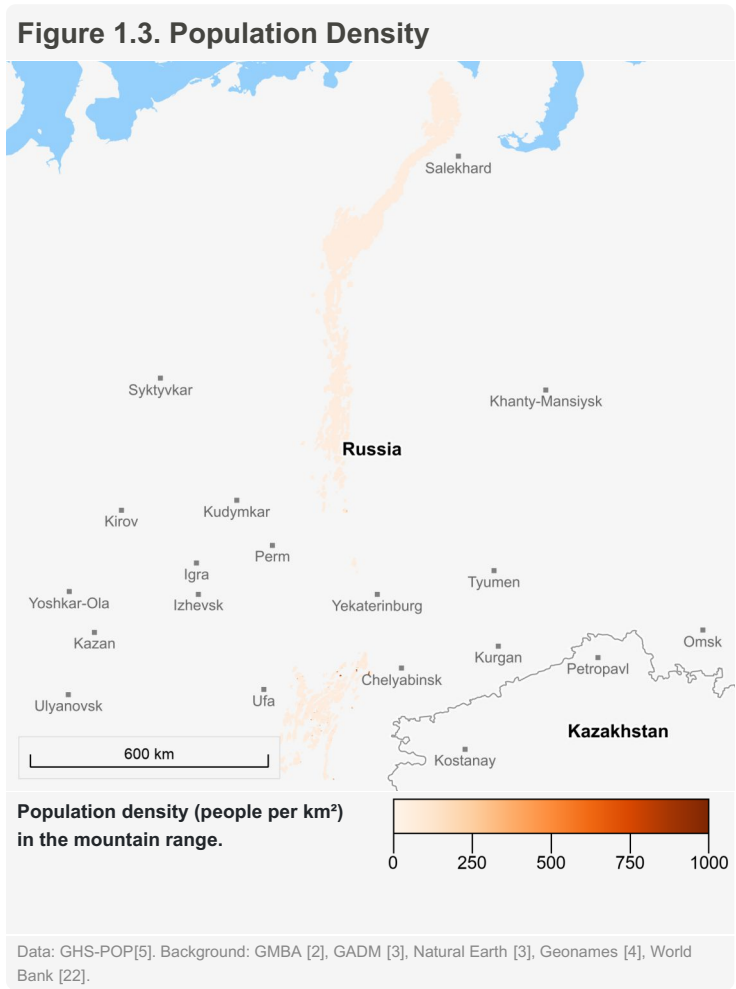 Figure 1.3. Population Density
Salekhard
Syktyvkar
Khanty-Mansiysk
Russia
Kirov
Kudymkar
Perm
Igra
Tyumen
Yoshkar-Ola
Izhevsk
Yekaterinburg
Kazan
Omsk
Kurgan
Petropavl
Chelyabinsk
Ulyanovsk
Ufa
Kazakhstan
600 km
Kostanay
Population density (people per km²)
in the mountain range.
0 250 500 750 1000
Data: GHS-POP[5]. Background: GMBA [2], GADM [3], Natural Earth [3], Geonames [4], World
Bank [22].